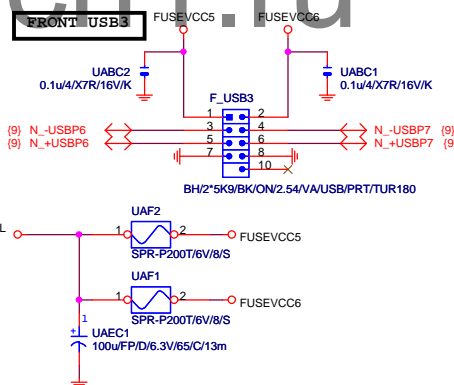 FRONT USB3
FUSEVCC5
FUSEVCC6
UABC2
0.1u/4/X7R/16V/K
UABC1
0.1u/4/X7R/16V/K
F_USB3
1 2
3 4
5 6
7 8
10
{9} N_-USBP6
{9} N_+USBP6
N_-USBP7 {9}
N_+USBP7 {9
BH/2*5K9/BK/ON/2.54/VA/USB/PRT/TUR180
L
UAF2
1 2
FUSEVCC5
SPR-P200T/6V/8/S
UAF1
1 2
FUSEVCC6
SPR-P200T/6V/8/S
1
+
UAEC1
100u/FP/D/6.3V/65/C/13m